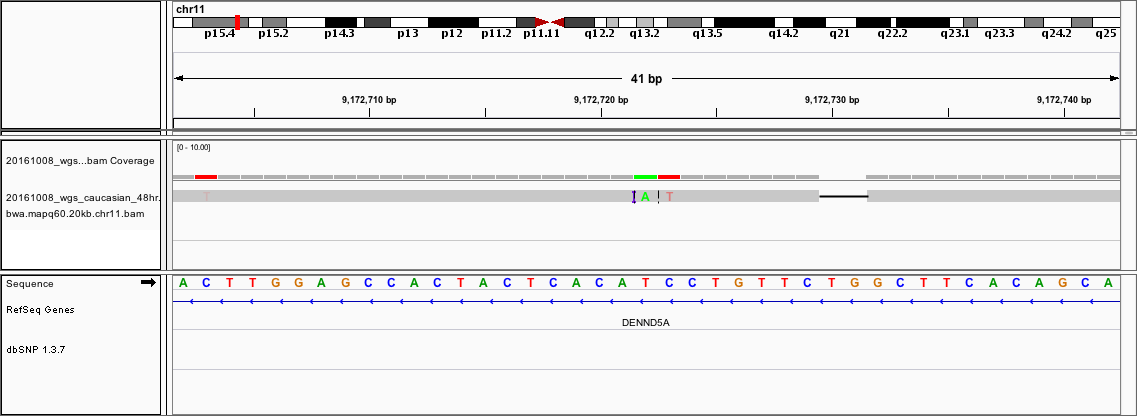 chr11
p15.4 p15.2 p14.3 p13 p12 p11.2 p11.11 q12.2 q13.2 q13.5 q14.2 q21 q22.2 q23.1 q23.3 q24.2 q25
41 bp
9,172,710 bp 9,172,720 bp 9,172,730 bp 9,172,740 bp
[0 - 10.00]
20161008_wgs...bam Coverage
20161008_wgs_caucasian_48hr.
T I A T
bwa.mapq60.20kb.chr11.bam
Sequence A C T T G G A G C C A C T A C T C A C A T C C T G T T C T G G C T T C A C A G C A
RefSeq Genes
DENND5A
dbSNP 1.3.7